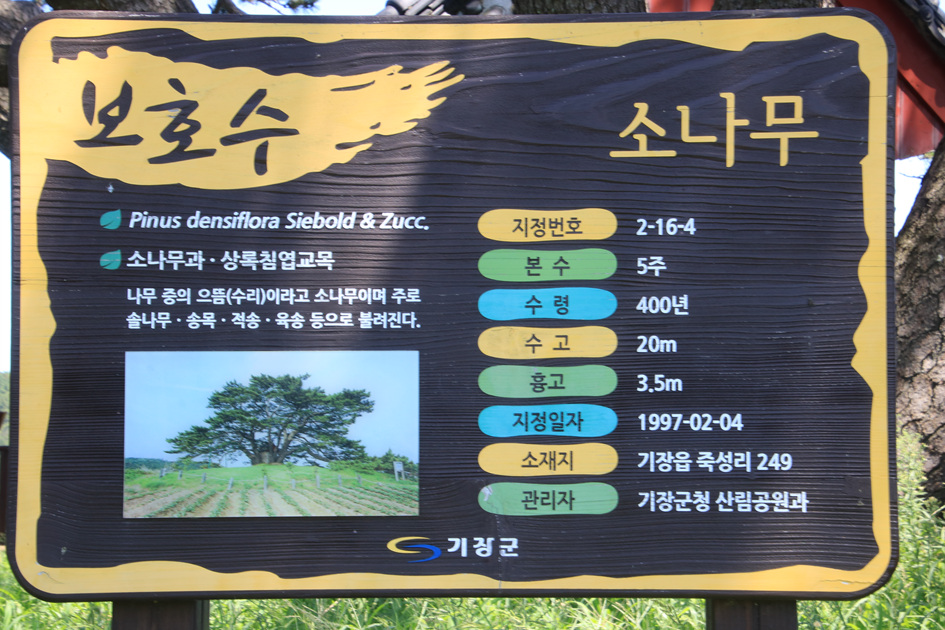 보호수
소나무
Pinus densiflora Siebold & Zucc.
소나무과 · 상록침엽교목
나무 중의 으뜸(수리)이라고 소나무이며 주로
솔나무 · 송목 · 적송 · 육송 등으로 불려진다.
지정번호 2-16-4
본 수 5주
수 령 400년
수 고 20m
흉고 3.5m
지정일자 1997-02-04
소재지 기장읍 죽성리 249
관리자 기장군청 산림공원과
기장군